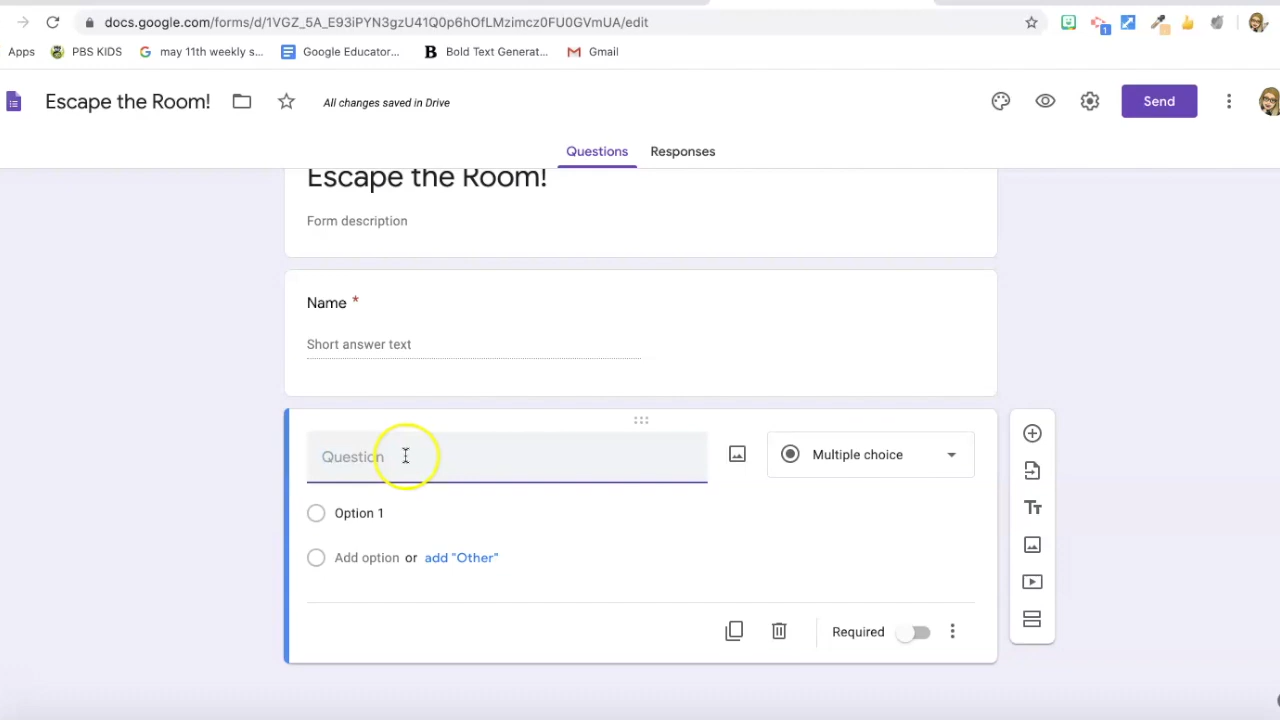 docs.google.com/forms/d/1VGZ_5A_E93iPYN3gzU41Q0p6hOfLMzimcz0FU0GVmUA/edit
1
Apps PBS KIDS may 11th weekly s... Google Educator... B Bold Text Generat... Gmail
Escape the Room! All changes saved in Drive Send
Questions Responses
Escape the Room!
Form description
Name *
Short answer text
Question Multiple choice
Option 1
Tт
Add option or add "Other"
Required